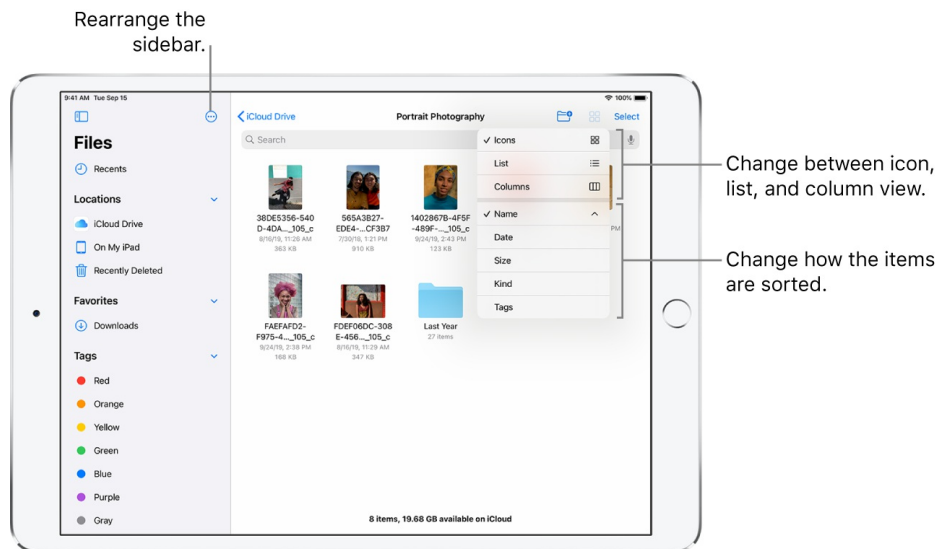 Rearrange the
sidebar.
9:41 AM Tue Sep 15
100%
iCloud Drive
Portrait Photography
Select
Files
Search
Recents
Locations
iCloud Drive
On My iPad
Recently Deleted
Favorites
Downloads
Tags
Red
Orange
Yellow
Green
Blue
Purple
Gray
38DE5356-540
D-4DA..._105_c
8/16/19, 11:26 AM
363 KB
565A3B27-
EDE4-...CF3B7
7/30/19, 1:21 PM
910 KB
1402867B-4F5F
-489F-..._105_c
9/24/19, 2:43 PM
123 KB
PM
FAEFAFD2-
F975-4..._105_c
9/24/19, 2:38 PM
166 KB
FDEF06DC-308
E-456..._105_c
8/16/19, 11:29 AM
347 KB
Last Year
27 items
Icons
List
Columns
Name
Date
Size
Kind
Tags
8 items, 19.68 GB available on iCloud
Change between icon,
list, and column view.
Change how the items
are sorted.